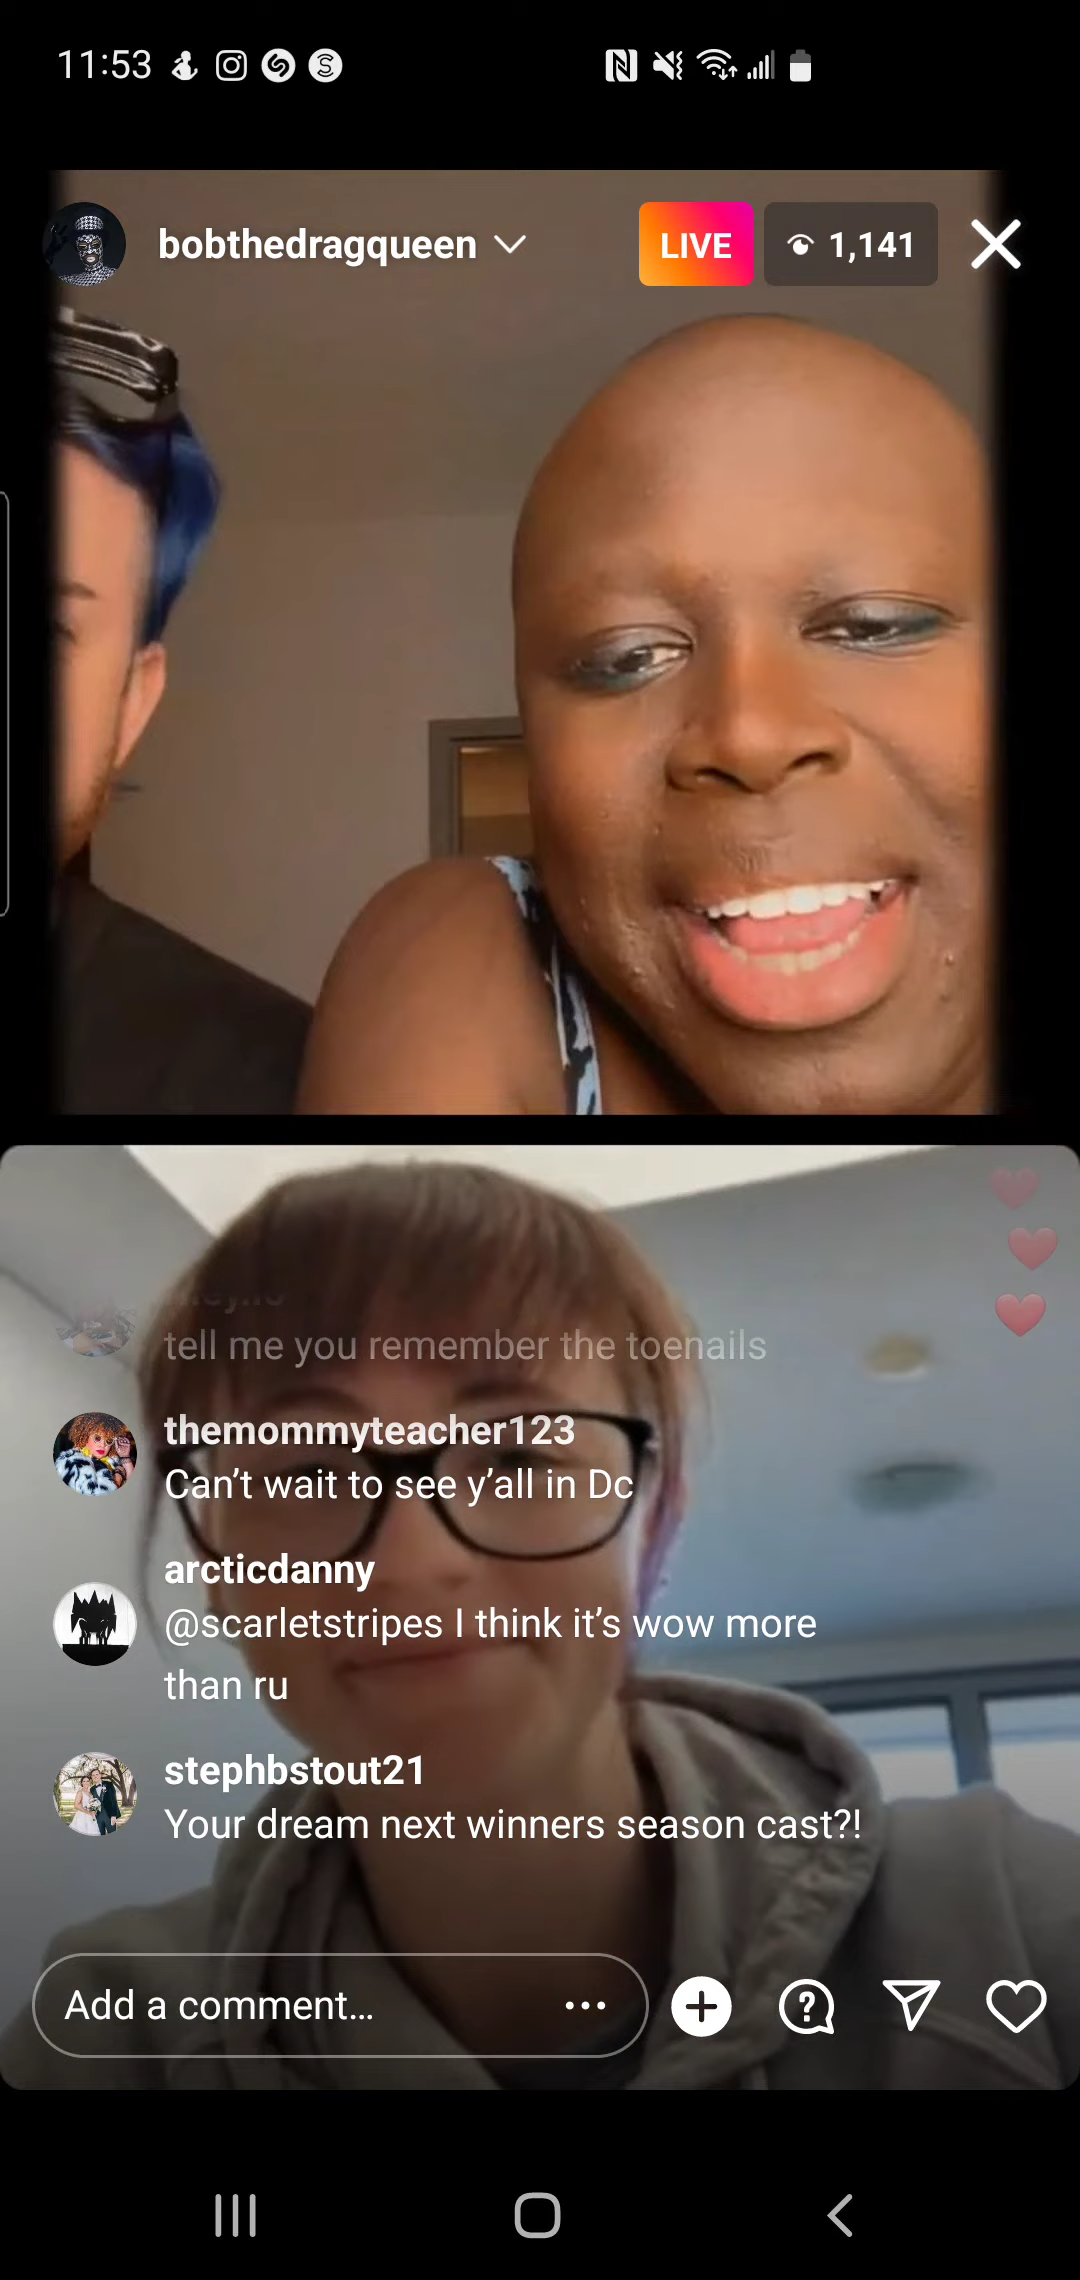 11:53
bobthedragqueen
LIVE
1,141
tell me you remember the toenails
themommyteacher123
Can’t wait to see y’all in Dc
arcticdanny
@scarletstripes I think it’s wow more
than ru
stephbstout21
Your dream next winners season cast?!
Add a comment...